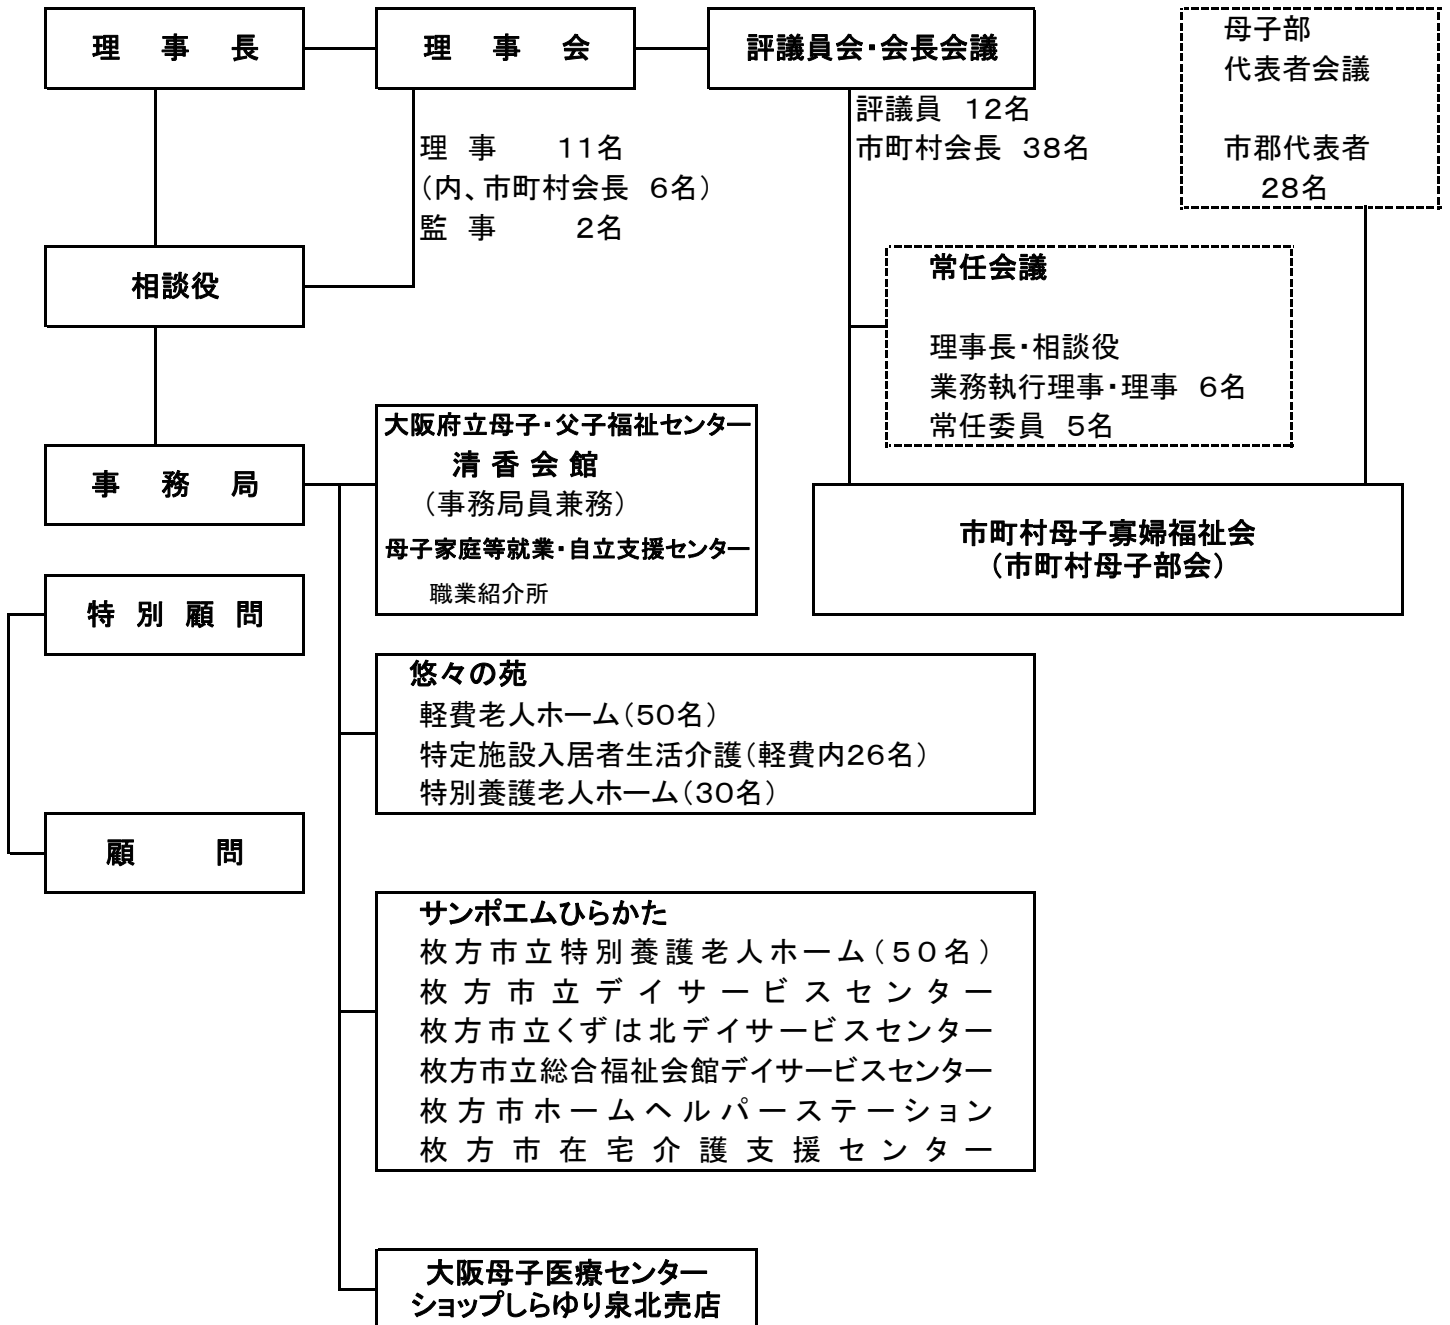 理　事　長
理　事　会
評議員会・会長会議
母子部
代表者会議
市郡代表者
28名
評議員　12名
市町村会長　38名
理　事　　11名
（内、市町村会長　6名）
監　事　　2名
相談役
常任会議
理事長・相談役
業務執行理事・理事　6名
常任委員　5名
事　務　局
大阪府立母子・父子福祉センター
清 香 会 館
（事務局員兼務）
母子家庭等就業・自立支援センター
職業紹介所
市町村母子寡婦福祉会
（市町村母子部会）
特 別 顧 問
悠々の苑
軽費老人ホーム（50名）
特定施設入居者生活介護（軽費内26名）
特別養護老人ホーム（30名）
顧　　問
サンポエムひらかた
枚方市立特別養護老人ホーム（50名）
枚方市立デイサービスセンター
枚方市立くずは北デイサービスセンター
枚方市立総合福祉会館デイサービスセンター
枚方市ホームヘルパーステーション
枚方市在宅介護支援センター
大阪母子医療センター
ショップしらゆり泉北売店